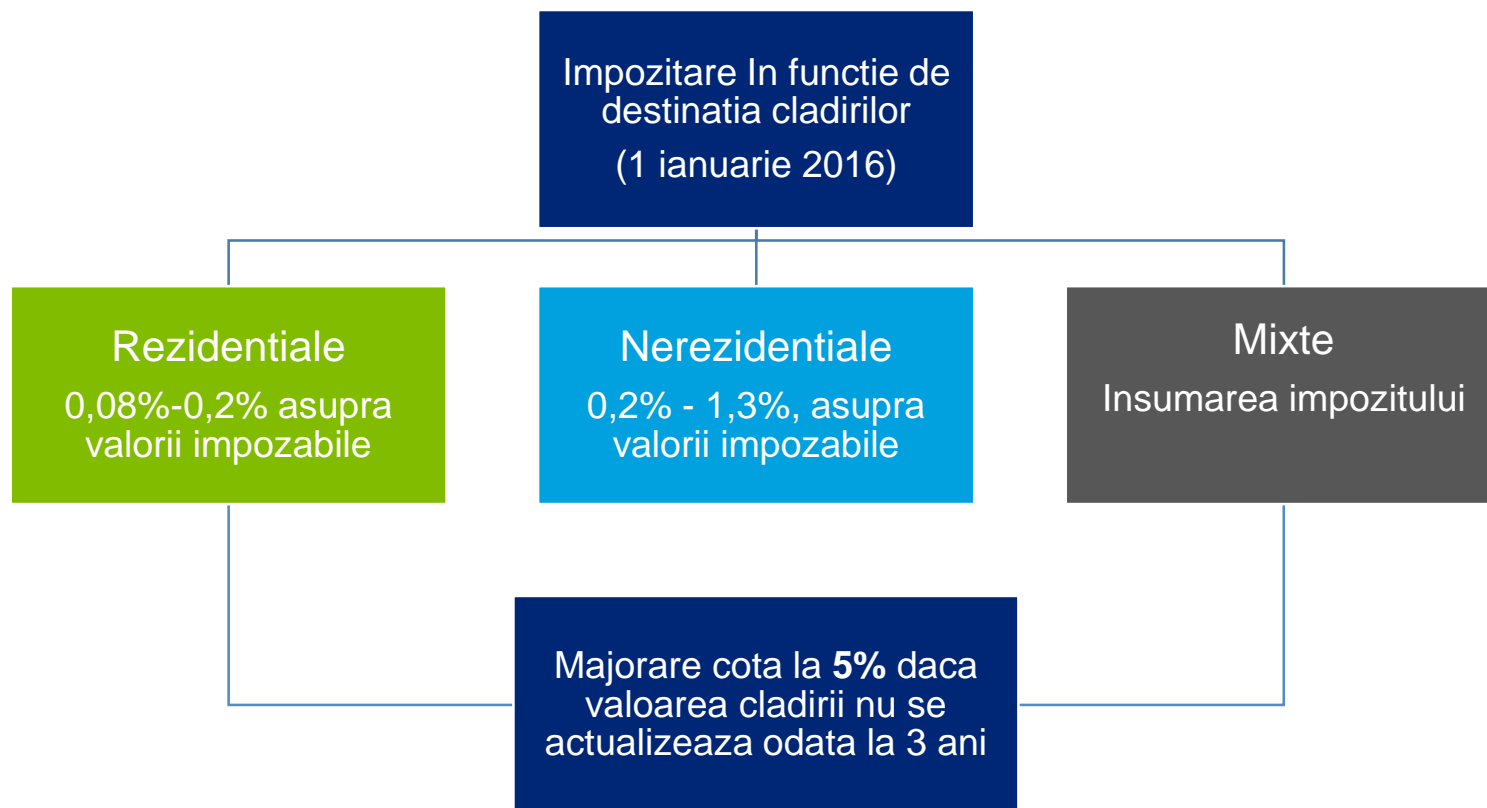 Impozitare In functie de
destinatia cladirilor
(1 ianuarie 2016)
Rezidentiale
0,08%-0,2% asupra
valorii impozabile
Nerezidentiale
0,2% - 1,3%, asupra
valorii impozabile
Mixte
Insumarea impozitului
Majorare cota la 5% daca
valoarea cladirii nu se
actualizeaza odata la 3 ani